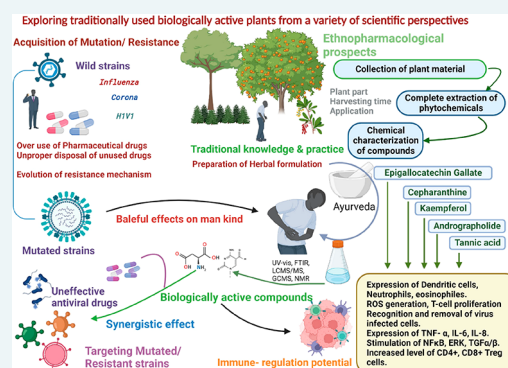 Exploring traditionally used biologically active plants from a variety of scientific perspectives
Acquisition of Mutation/ Resistance
Wild strains
Influenza
Corona
H1V1
Over use of Pharmaceutical drugs
Unproper disposal of unused drugs
Evolution of resistance mechanism
Mutated strains
Uneffective
antiviral drugs
Baleful effects on man kind
Ethnopharmacological
prospects
Collection of plant material
Plant part
Harvesting time
Application
Complete extraction of
phytochemicals
Chemical
characterization
of compounds
Traditional knowledge & practice
Preparation of Herbal formulation
Ayurveda
UV-vis, FTIR,
LCMS/MS,
GCMS, NMR
Biologically active compounds
Synergistic effect
Targeting Mutated/
Resistant strains
Immune- regulation potential
Epigallocatechin Gallate
Cepharanthine
Kaempferol
Andrographolide
Tannic acid
Expression of Dendritic cells,
Neutrophils, eosinophiles.
ROS generation, T-cell proliferation
Recognition and removal of virus
infected cells.
Expression of TNF- α, IL-6, IL-8.
Stimulation of NFκB, ERK, TGFα/β.
Increased level of CD4+, CD8+ Treg
cells.